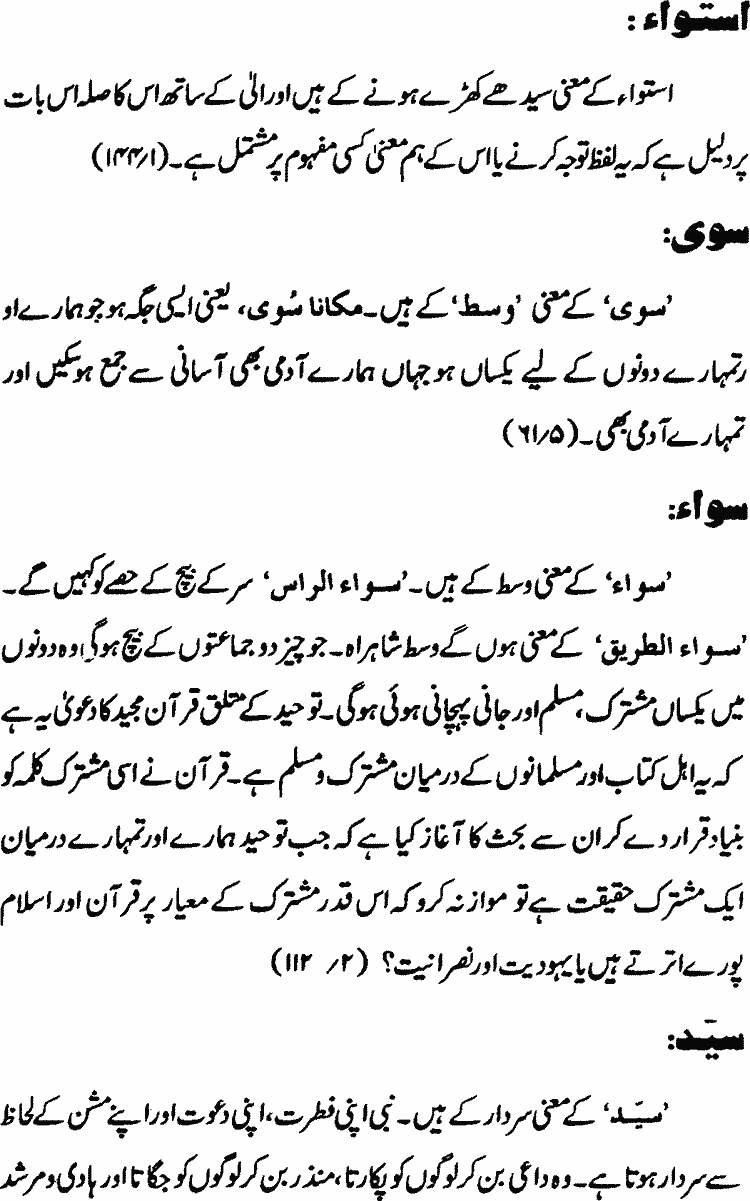 استواء:
استواء کے معنی سیدھے کھڑے ہونے کے ہیں اور الیٰ کے ساتھ اس کا صلہ اس بات
پر دلیل ہے کہ یہ لفظ توجہ کرنے یا اس کے ہم معنیٰ کسی مفہوم پر مشتمل ہے۔(۱؍۱۴۴)
سوی:
’سوی‘ کے معنی ’وسط‘ کے ہیں۔ مکانا سُوی، یعنی ایسی جگہ ہو جو ہمارے او
رتمہارے دونوں کے لیے یکساں ہو جہاں ہمارے آدمی بھی آسانی سے جمع ہوسکیں اور
تمہارے آدمی بھی۔(۵؍۶۱)
سواء:
’سواء‘ کے معنی وسط کے ہیں۔ ’سواء الراس‘ سر کے بیچ کے حصے کو کہیں گے۔
’سواء الطریق‘ کے معنی ہوں گے وسط شاہراہ۔ جو چیز دو جماعتوں کے بیچ ہوگی وہ دونوں
میں یکساں مشترک، مسلم اور جانی پہچانی ہوئی ہوگی۔ توحید کے متعلق قرآن مجید کا دعویٰ یہ ہے
کہ یہ اہل کتاب اور مسلمانوں کے درمیان مشترک و مسلم ہے۔ قرآن نے اسی مشترک کلمہ کو
بنیاد قرار دے کر ان سے بحث کا آغاز کیا ہے کہ جب توحید ہمارے اور تمہارے درمیان
ایک مشترک حقیقت ہے تو موازنہ کرو کہ اس قدر مشترک کے معیار پر قرآن اور اسلام
پورے اترتے ہیں یا یہودیت اور نصرانیت؟ (۲؍ ۱۱۲)
سیّد:
’سیّد‘ کے معنی سردار کے ہیں۔ نبی اپنی فطرت، اپنی دعوت اور اپنے مشن کے لحاظ
سے سردار ہوتا ہے۔ وہ داعی بن کر لوگوں کو پکارتا، منذر بن کر لوگوں کو جگاتا اور ہادی و مرشد